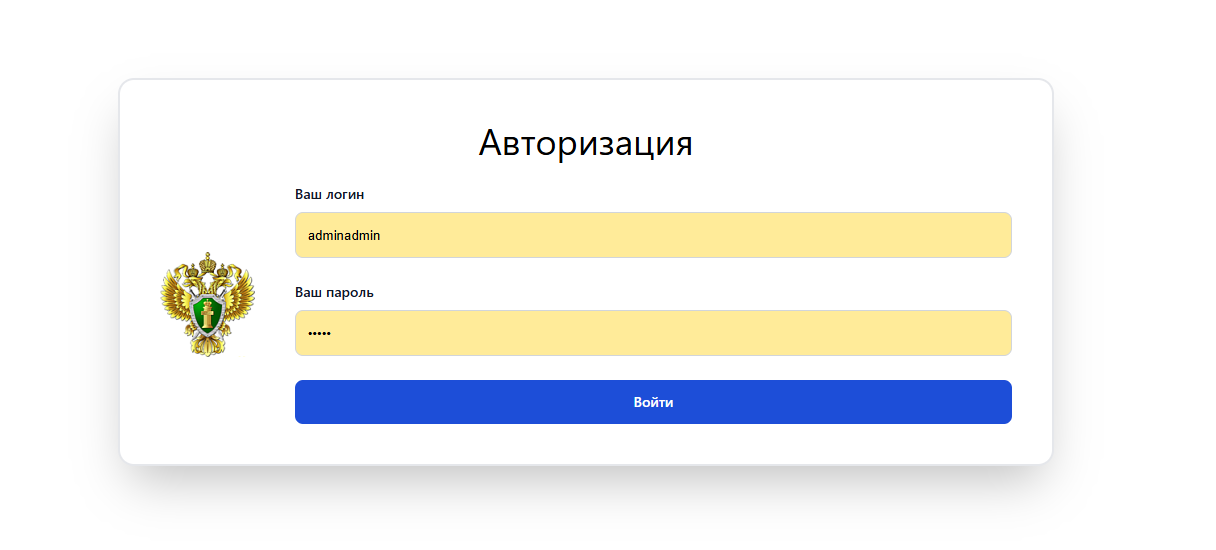 Авторизация
Ваш логин
adminadmin
Ваш пароль
•••••
Войти